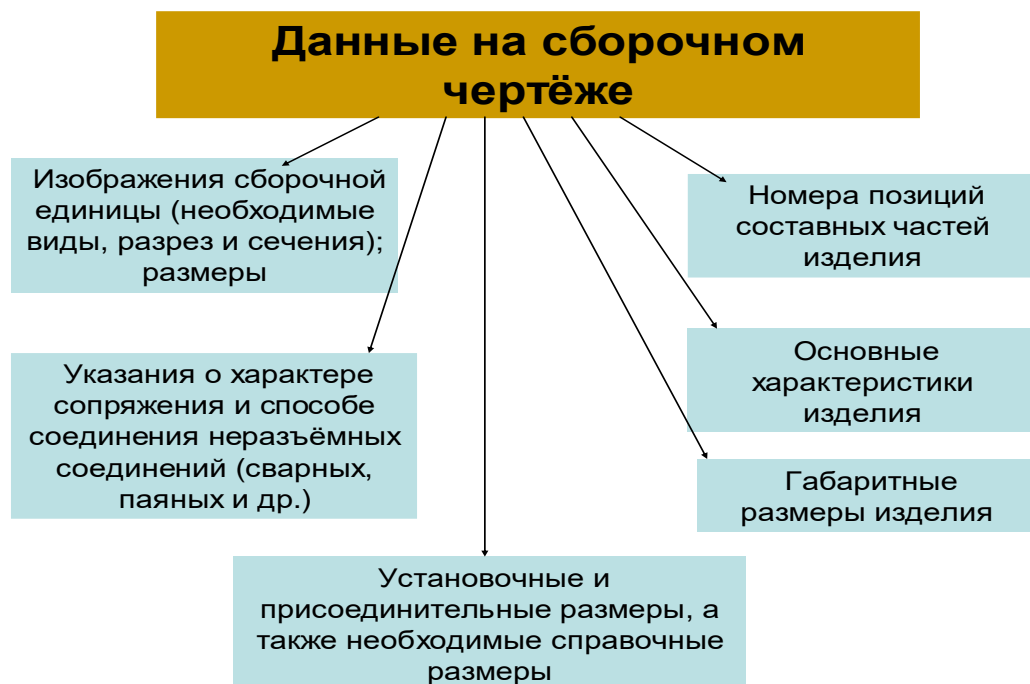 Данные на сборочном
чертёже
Изображения сборочной
единицы (необходимые
виды, разрез и сечения);
размеры
Номера позиций
составных частей
изделия
Указания о характере
сопряжения и способе
соединения неразъёмных
соединений (сварных,
паяных и др.)
Основные
характеристики
изделия
Габаритные
размеры изделия
Установочные и
присоединительные размеры, а
также необходимые справочные
размеры